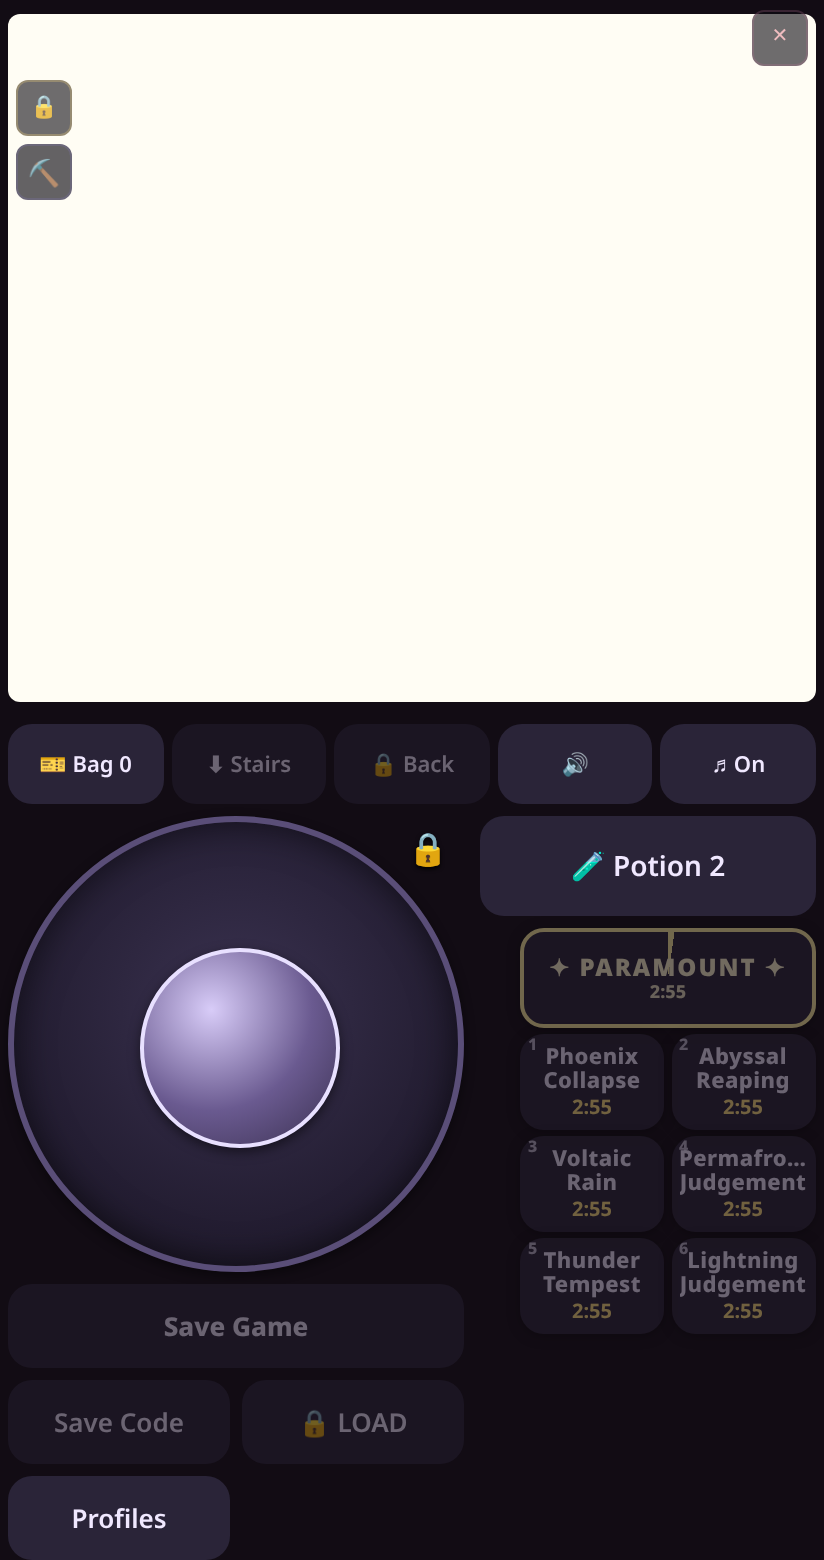 ×
Bag 0
Stairs
Back
♬ On
Potion 2
✦ PARAMOUNT ✦
2:55
1
Phoenix
Collapse
2:55
2
Abyssal
Reaping
2:55
3
Voltaic
Rain
2:55
4
Permafro...
Judgement
2:55
5
Thunder
Tempest
2:55
6
Lightning
Judgement
2:55
Save Game
Save Code
LOAD
Profiles